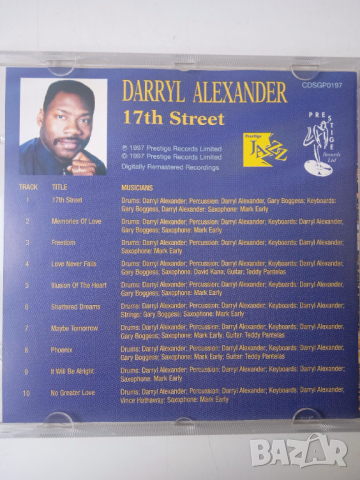 DARRYL ALEXANDER
CDSGP0197
17th Street
℗ 1997 Prestige Records Limited
© 1997 Prestige Records Limited
Digitally Remastered Recordings
Prestige
JAZZ
PRESTIGE
Records
Ltd
TRACK TITLE MUSICIANS
1 17th Street Drums: Darryl Alexander; Percussion: Darryl Alexander, Gary Boggess; Keyboards:
Gary Boggess, Darryl Alexander; Saxophone: Mark Early
2 Memories Of Love Drums: Darryl Alexander; Percussion: Darryl Alexander; Keyboards: Darryl Alexander,
Gary Boggess; Saxophone: Mark Early
3 Freedom Drums: Darryl Alexander; Percussion: Darryl Alexander; Keyboards: Darryl Alexander,
Gary Boggess; Saxophone: Mark Early
4 Love Never Fails Drums: Darryl Alexander; Percussion: Darryl Alexander; Keyboards: Darryl Alexander,
Gary Boggess; Saxophone: David Kane; Guitar: Teddy Pantelas
5 Illusion Of The Heart Drums: Darryl Alexander; Percussion: Darryl Alexander; Keyboards: Darryl Alexander,
Gary Boggess; Saxophone: Mark Early
6 Shattered Dreams Drums: Darryl Alexander; Percussion: Darryl Alexander; Keyboards: Darryl Alexander;
Strings: Gary Boggess; Saxophone: Mark Early
7 Maybe Tomorrow Drums: Darryl Alexander; Percussion: Darryl Alexander; Keyboards: Darryl Alexander,
Gary Boggess; Saxophone: Mark Early; Guitar: Teddy Pantelas
8 Phoenix Drums: Darryl Alexander; Percussion: Darryl Alexander; Keyboards: Darryl Alexander,
Gary Boggess; Saxophone: Mark Early; Guitar: Teddy Pantelas
9 It Will Be Alright Drums: Darryl Alexander; Percussion: Darryl Alexander; Keyboards: Darryl Alexander;
Saxophone: Mark Early
10 No Greater Love Drums: Darryl Alexander; Percussion: Darryl Alexander; Keyboards: Darryl Alexander,
Vince Hathaway; Saxophone: Mark Early
BAZAR
bg